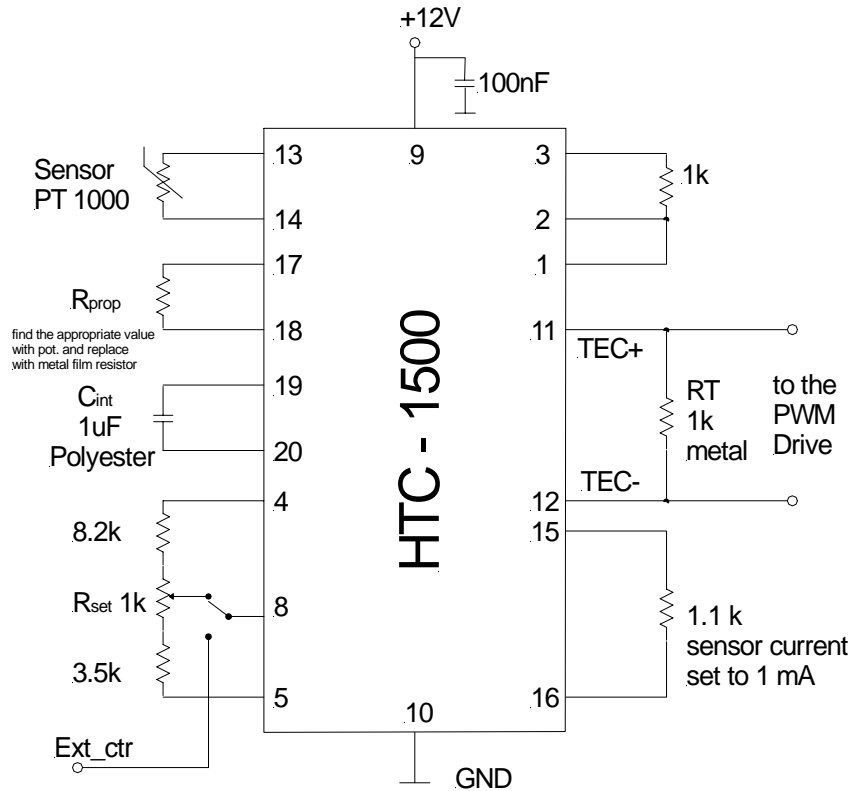 +12V
100nF
13
9
3
Sensor
PT 1000
1k
14
2
17
1
Rprop
18
11
find the appropriate value
with pot. and replace
with metal film resistor
TEC+
19
Cint
1uF
Polyester
RT
1k
metal
to the
PWM
Drive
20
HTC - 1500
4
TEC-
12
8.2k
15
Rset 1k
8
1.1 k
sensor current
set to 1 mA
3.5k
5
10
16
Ext_ctr
GND